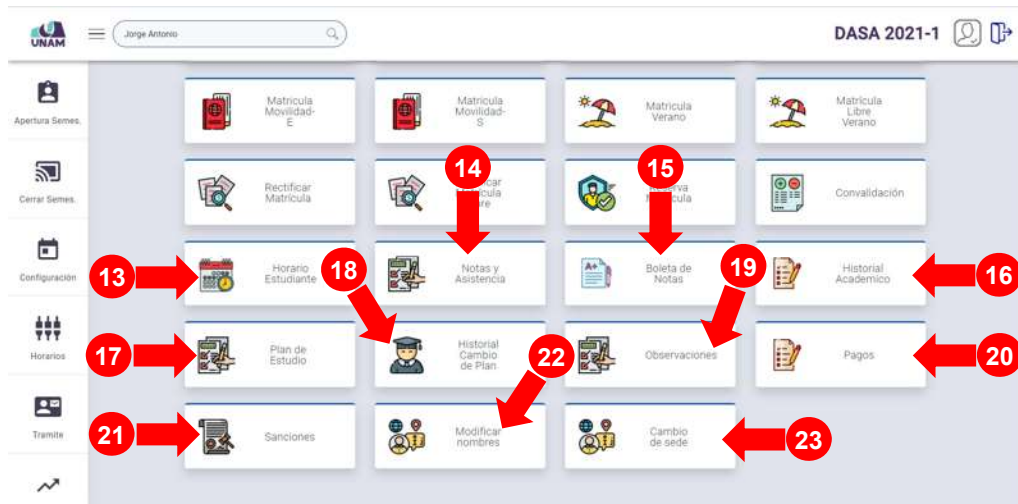 UNAM
Jorge Antonio
DASA 2021-1
Apertura Semes.
Cerrar Semes.
Configuración
Horarios
Tramite
Matricula
Movilidad-
E
Matricula
Movilidad-
S
Matricula
Verano
Matricula
Libre
Verano
Rectificar
Matrícula
14
15
Convalidación
13
Horario
Estudiante
18
Notas y
Asistencia
Boleta de
Notas
19
Historial
Academico
16
17
Plan de
Estudio
Historial
Cambio
de Plan
22
Observaciones
Pagos
20
21
Sanciones
Modificar
nombres
Cambio
de sede
23